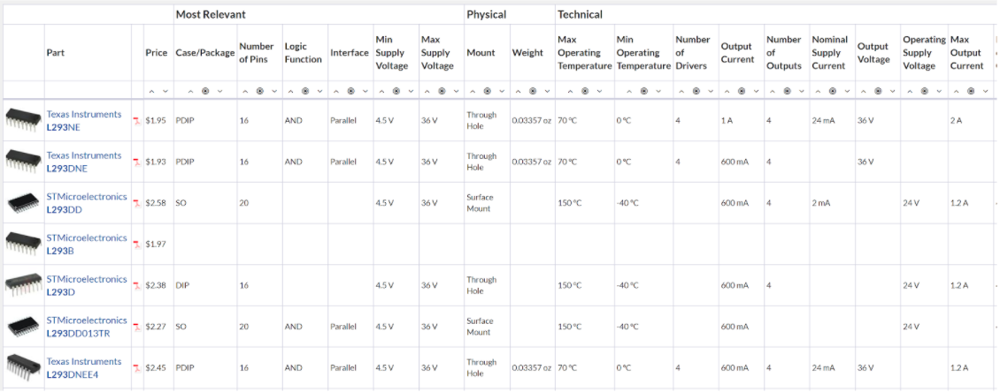 Most Relevant Physical Technical
Part Price Case/Package Number of Pins Logic Function Interface Min Supply Voltage Max Supply Voltage Mount Weight Max Operating Temperature Min Operating Temperature Number of Drivers Output Current Number of Outputs Nominal Supply Current Output Voltage Operating Supply Voltage Max Output Current
Texas Instruments L293NE $1.95 PDIP 16 AND Parallel 4.5 V 36 V Through Hole 0.03357 oz 70 °C 0 °C 4 1 A 4 24 mA 36 V 2 A
Texas Instruments L293DNE $1.93 PDIP 16 AND Parallel 4.5 V 36 V Through Hole 0.03357 oz 70 °C 0 °C 4 600 mA 4 36 V
STMicroelectronics L293DD $2.58 SO 20 4.5 V 36 V Surface Mount 150 °C -40 °C 600 mA 4 2 mA 24 V 1.2 A
STMicroelectronics L293B $1.97
STMicroelectronics L293D $2.38 DIP 16 4.5 V 36 V Through Hole 150 °C -40 °C 600 mA 4 24 V 1.2 A
STMicroelectronics L293DD013TR $2.27 SO 20 AND Parallel 4.5 V 36 V Surface Mount 150 °C -40 °C 600 mA 24 V
Texas Instruments L293DNEE4 $2.45 PDIP 16 AND Parallel 4.5 V 36 V Through Hole 0.03357 oz 70 °C 0 °C 4 600 mA 4 24 mA 36 V 1.2 A